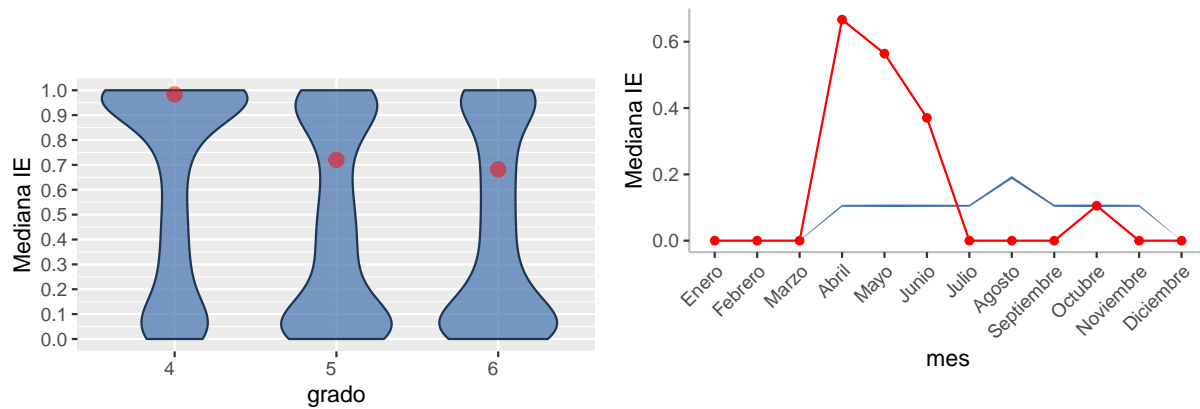 Mediana IE
1.0
0.9
0.8
0.7
0.6
0.5
0.4
0.3
0.2
0.1
0.0
4 5 6
grado
Mediana IE
0.6
0.4
0.2
0.0
Enero
Febrero
Marzo
Abril
Mayo
Junio
Julio
Agosto
Septiembre
Octubre
Noviembre
Diciembre
mes